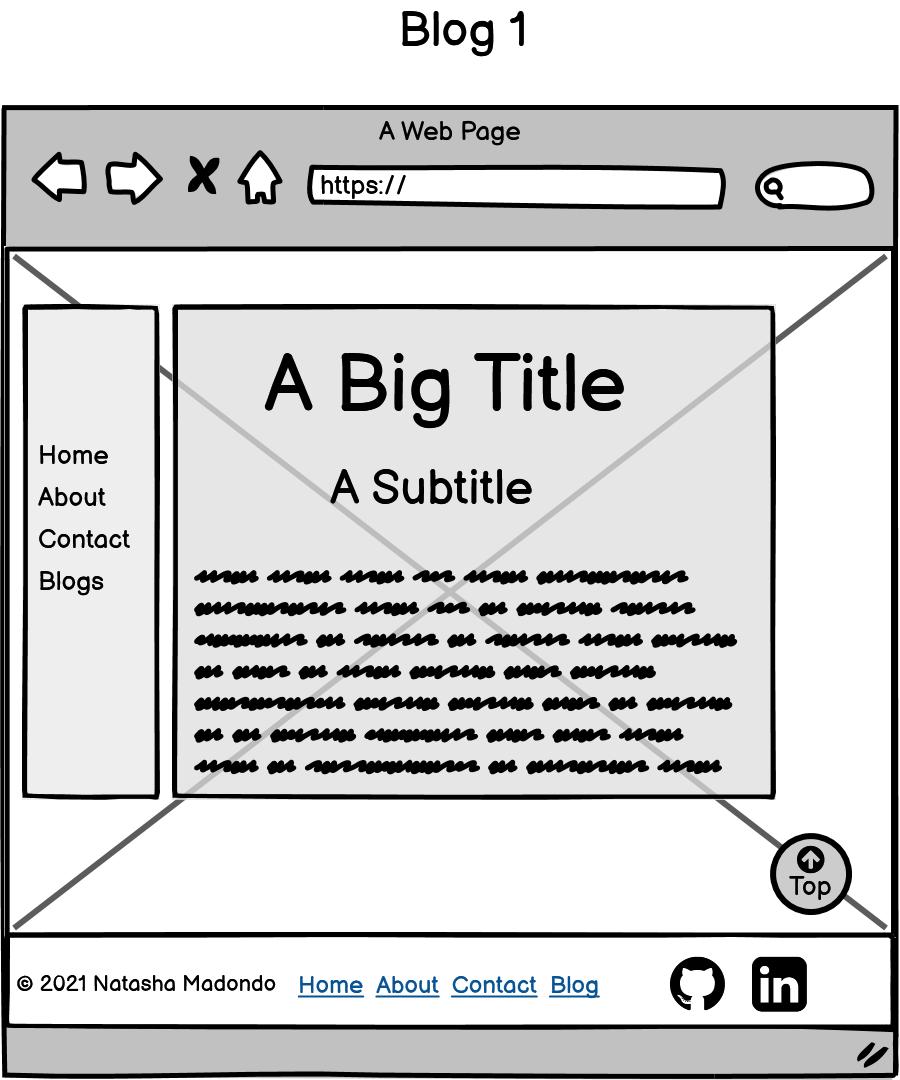 Blog 1
A Web Page
https://
A Big Title
A Subtitle
Home
About
Contact
Blogs
Top
© 2021 Natasha Madondo Home About Contact Blog
in